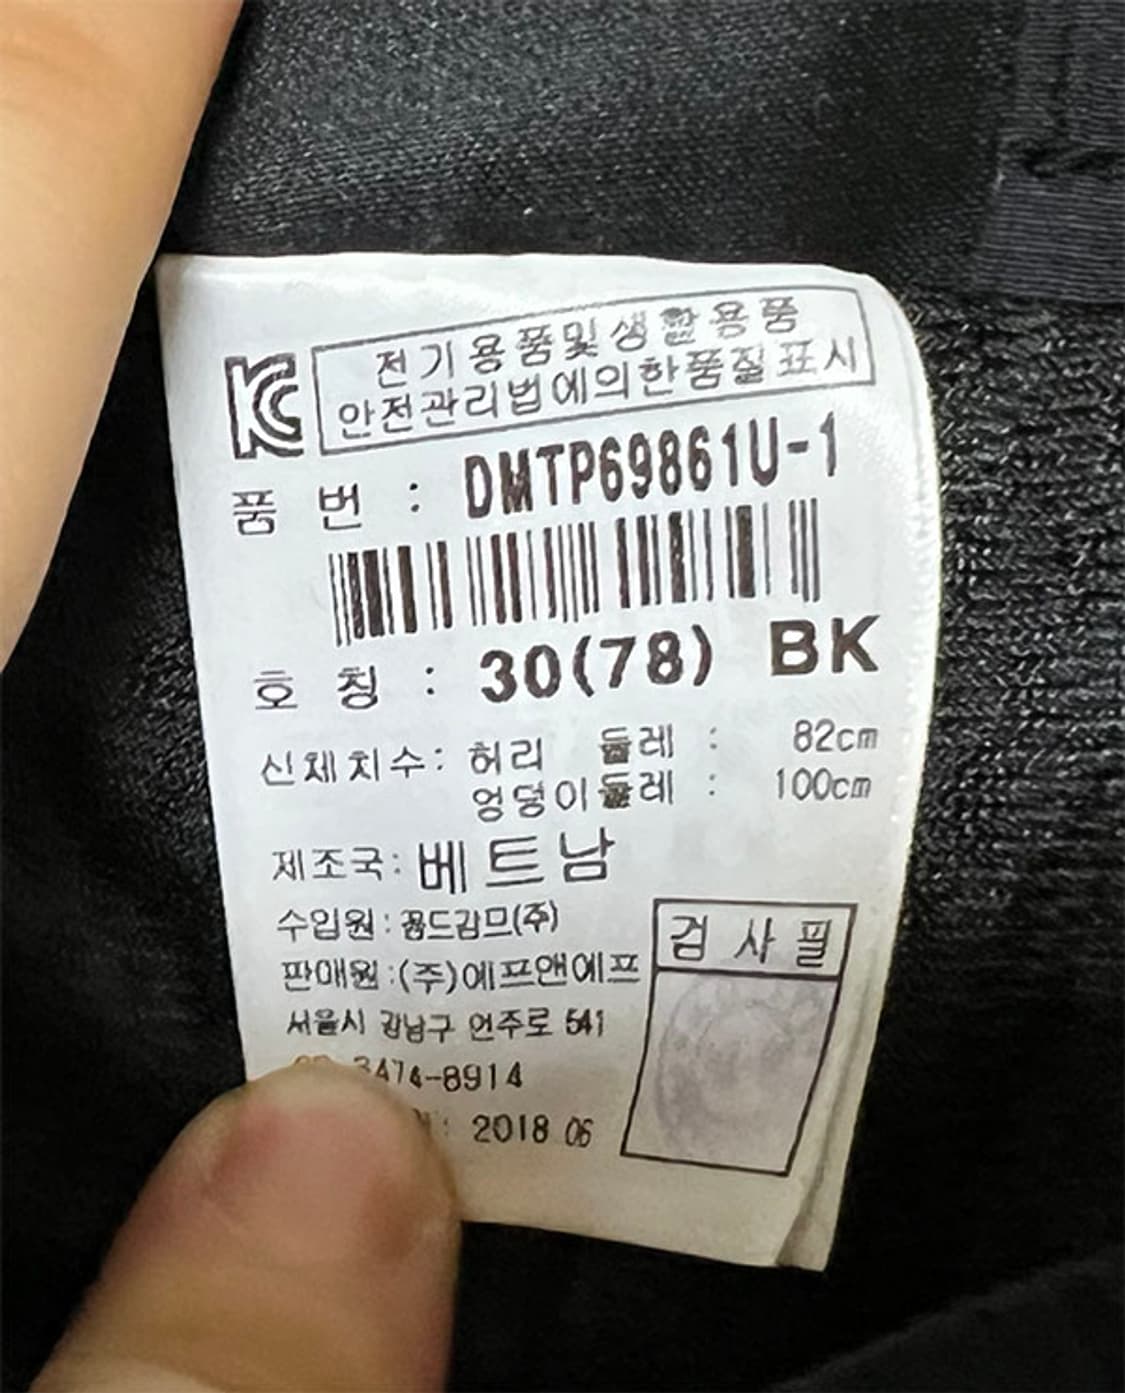 KC 전기용품및생활용품
안전관리법에의한품질표시
품 번 : DMTP69861U-1
호 칭 : 30(78) BK
신체치수: 허리 둘레 : 82cm
엉덩이둘레 : 100cm
제조국: 베트남
수입원: 꿈드감므(주)
판매원:(주)에프앤에프
서울시 강남구 언주로 541
3474-8914
: 2018 06
검 사 필